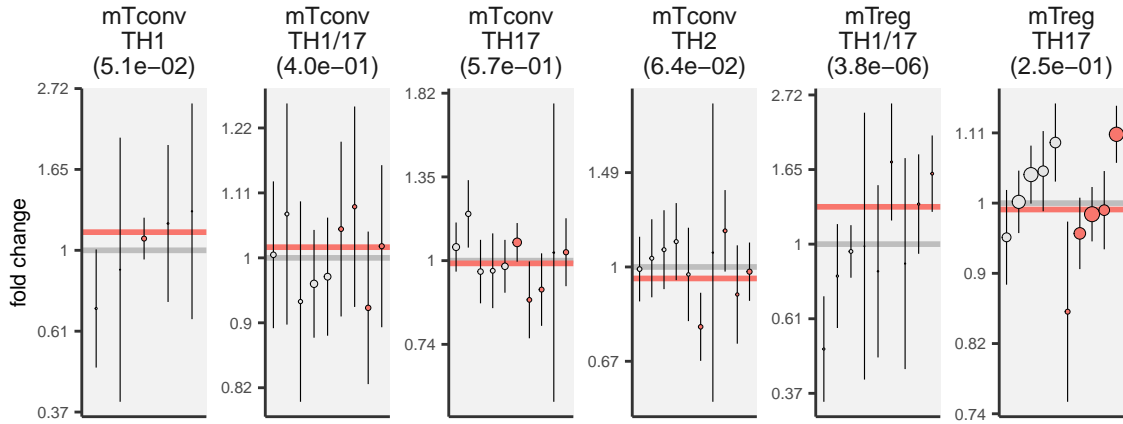 mTconv
TH1
(5.1e−02)
mTconv
TH1/17
(4.0e−01)
mTconv
TH17
(5.7e−01)
mTconv
TH2
(6.4e−02)
mTreg
TH1/17
(3.8e−06)
mTreg
TH17
(2.5e−01)
fold change
2.72
1.65
1
0.61
0.37
1.22
1.11
1
0.9
0.82
1.82
1.35
1
0.74
1.49
1
0.67
2.72
1.65
1
0.61
0.37
1.11
1
0.9
0.82
0.74